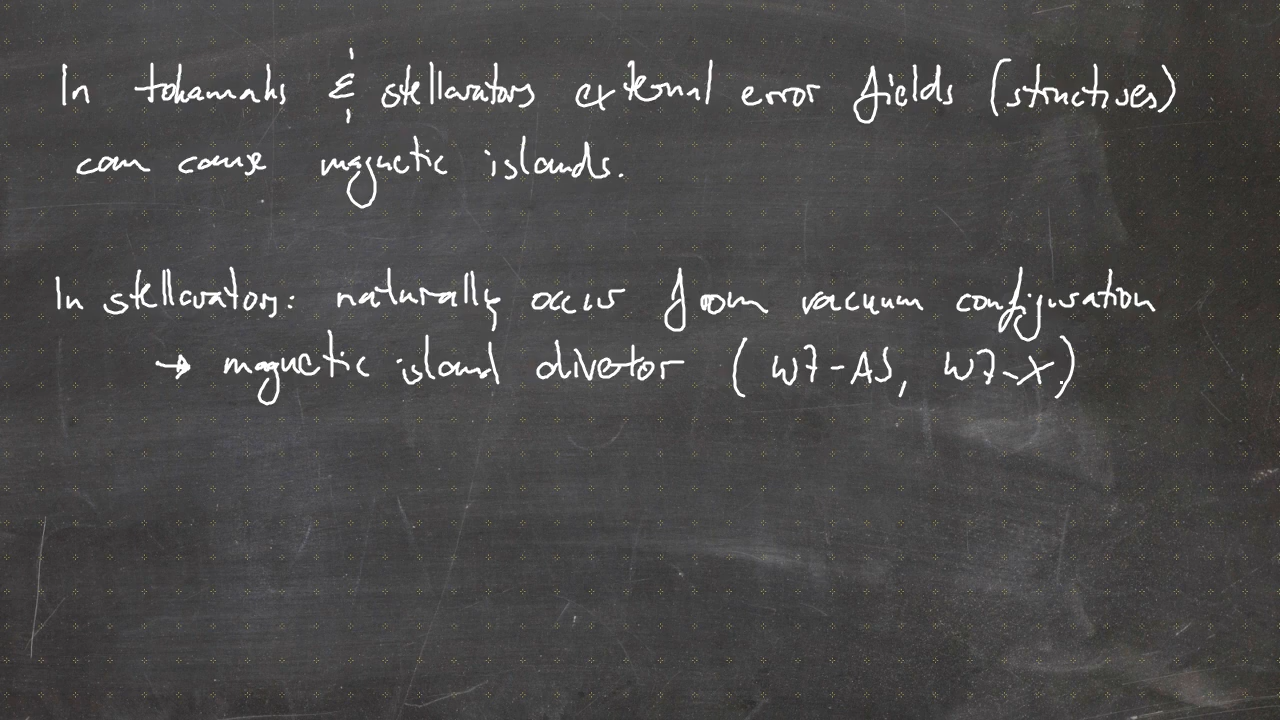 In tokamaks & stellarators external error fields (structures)
can cause magnetic islands.
In stellarators: naturally occur from vacuum configuration
→ magnetic island divertor (W7-AS, W7-X)